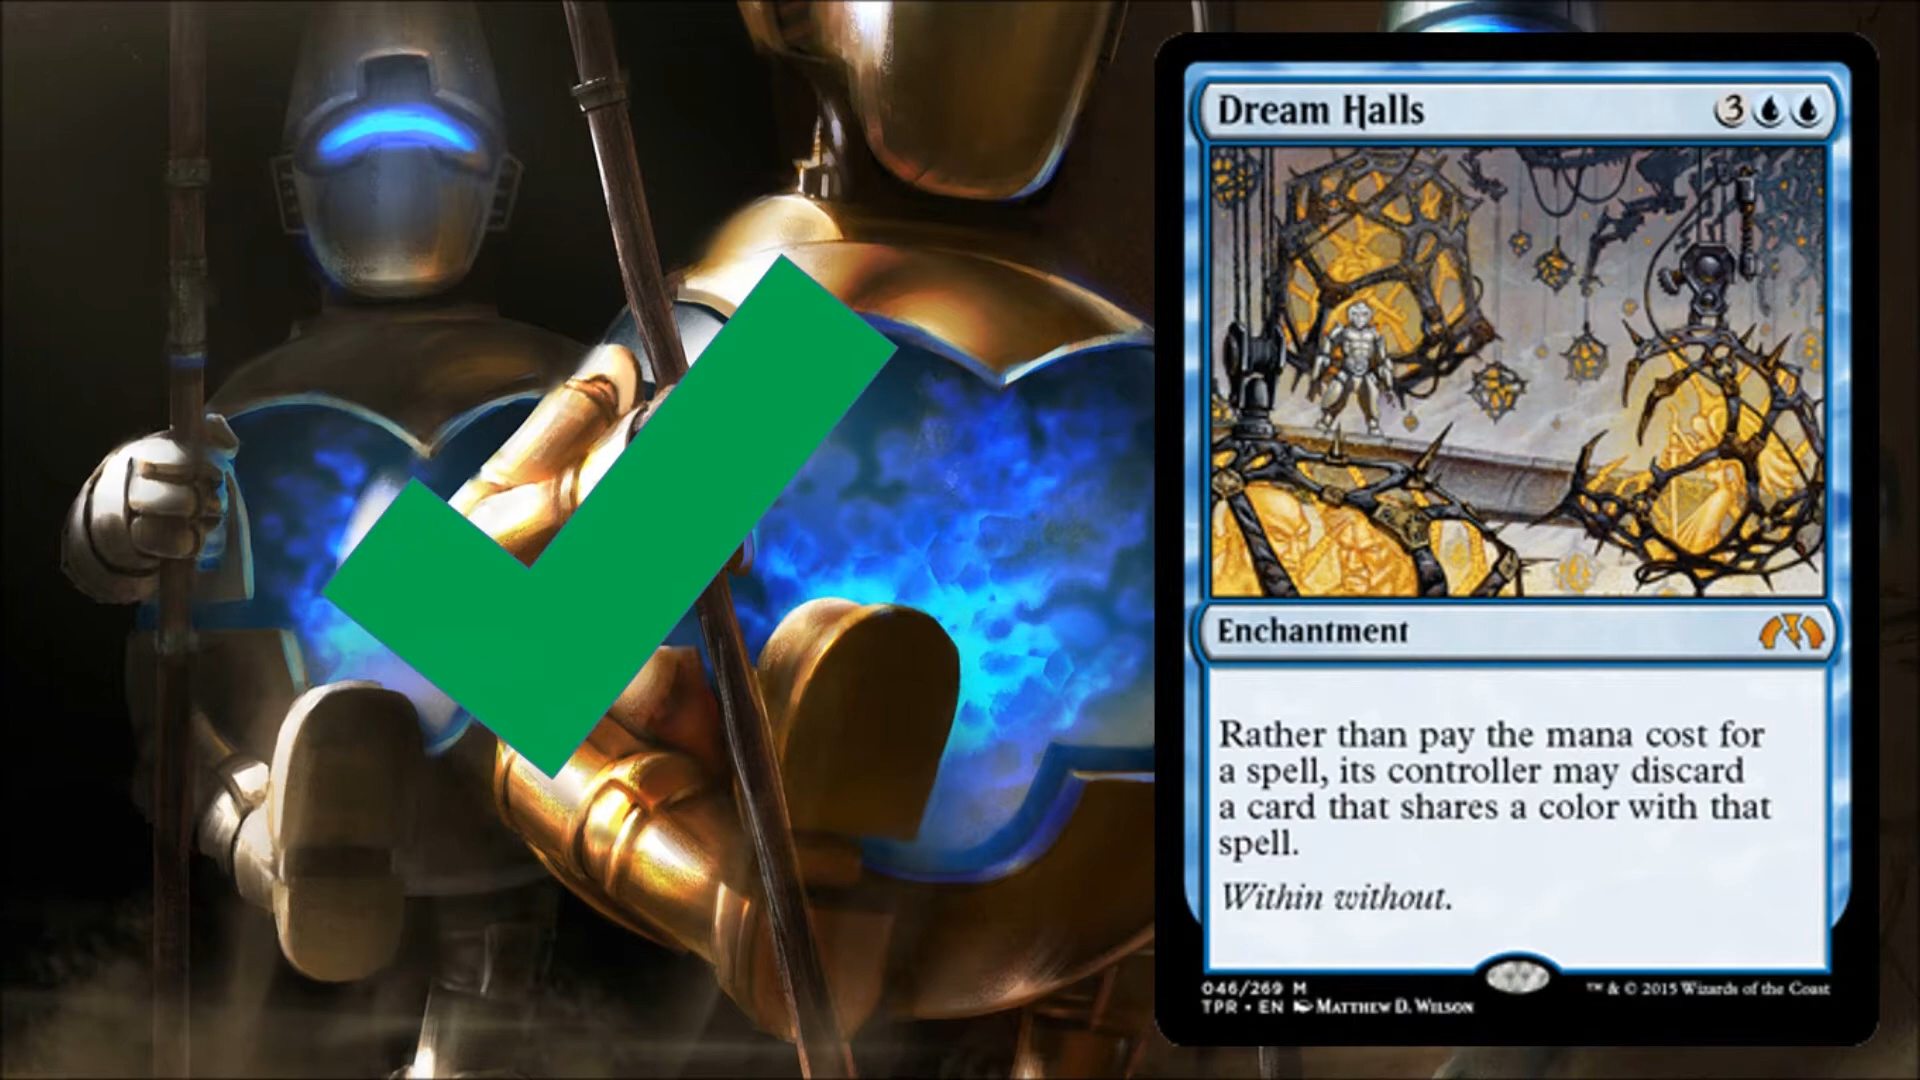 Dream Halls 3
Enchantment
Rather than pay the mana cost for
a spell, its controller may discard
a card that shares a color with that
spell.
Within without.
046/269 M
TPR • EN Matthew D. Wilson
™ & © 2015 Wizards of the Coast